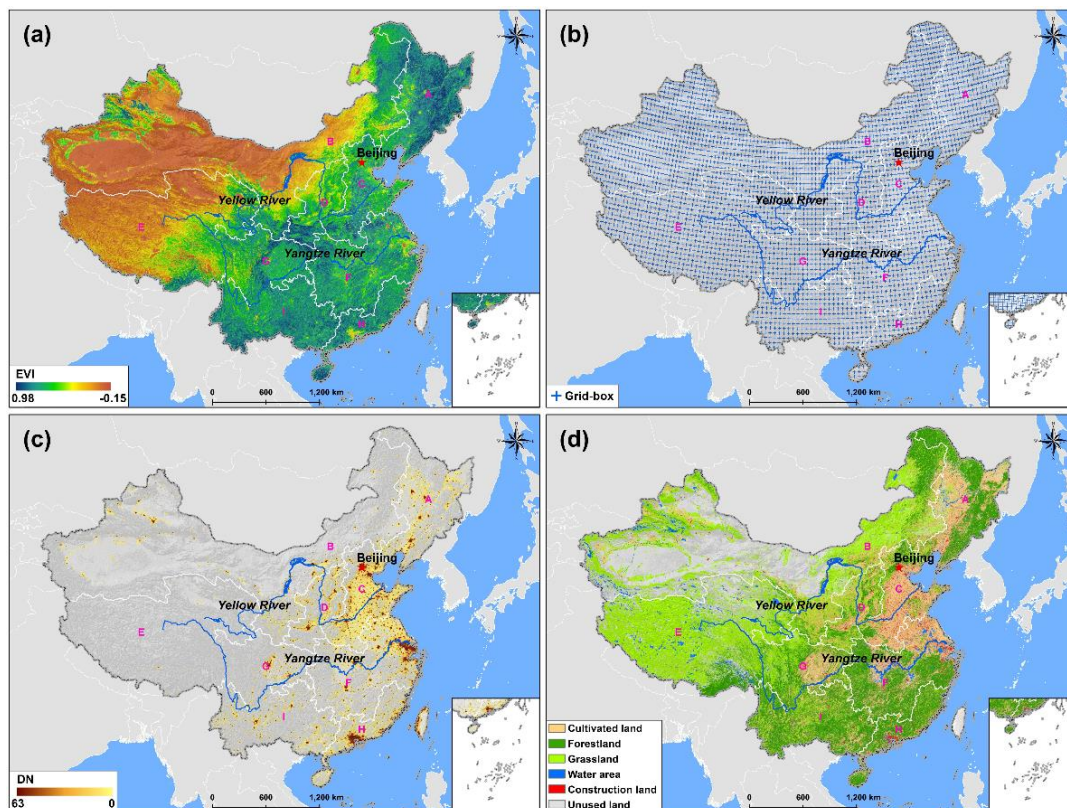 (a)
A
B
Beijing
C
Yellow River
D
E
Yangtze River
G
F
I
H
EVI
0.98 -0.15
0 600 1,200 km
(b)
A
B
Beijing
C
Yellow River
D
E
Yangtze River
G
F
I
H
Grid-box
0 600 1,200 km
(c)
A
B
Beijing
C
Yellow River
D
E
Yangtze River
G
F
I
H
DN
63 0
0 600 1,200 km
(d)
A
B
Beijing
C
Yellow River
D
E
Yangtze River
G
F
I
H
Cultivated land
Forestland
Grassland
Water area
Construction land
Unused land
0 600 1,200 km